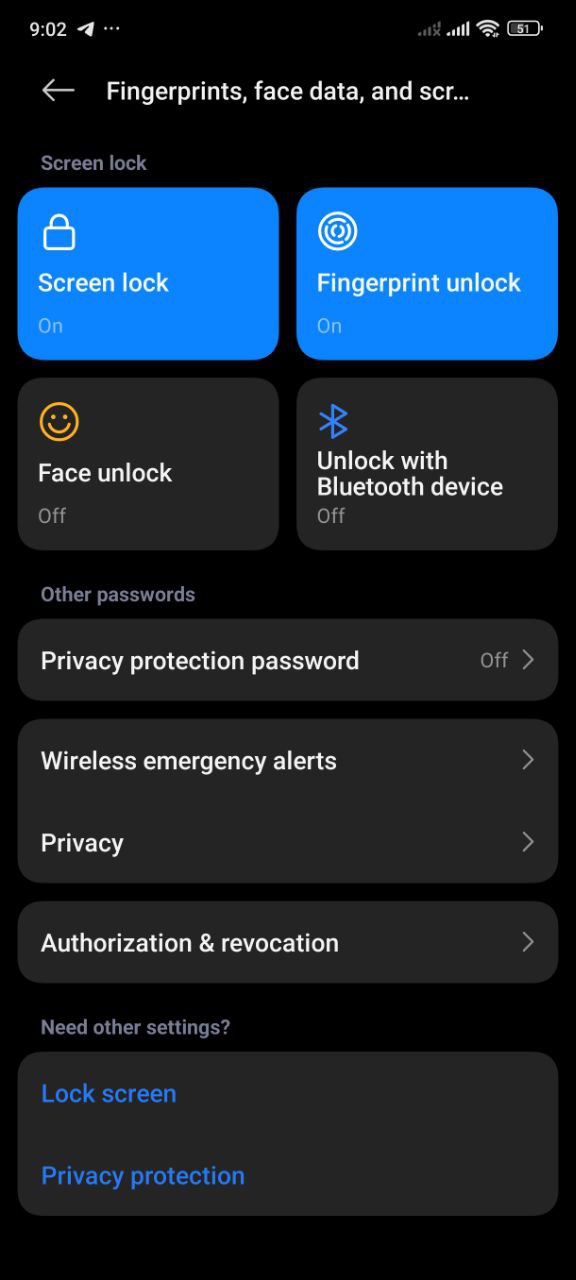 9:02
51
Fingerprints, face data, and scr...
Screen lock
Screen lock
On
Fingerprint unlock
On
Face unlock
Off
Unlock with
Bluetooth device
Off
Other passwords
Privacy protection password
Off
Wireless emergency alerts
Privacy
Authorization & revocation
Need other settings?
Lock screen
Privacy protection